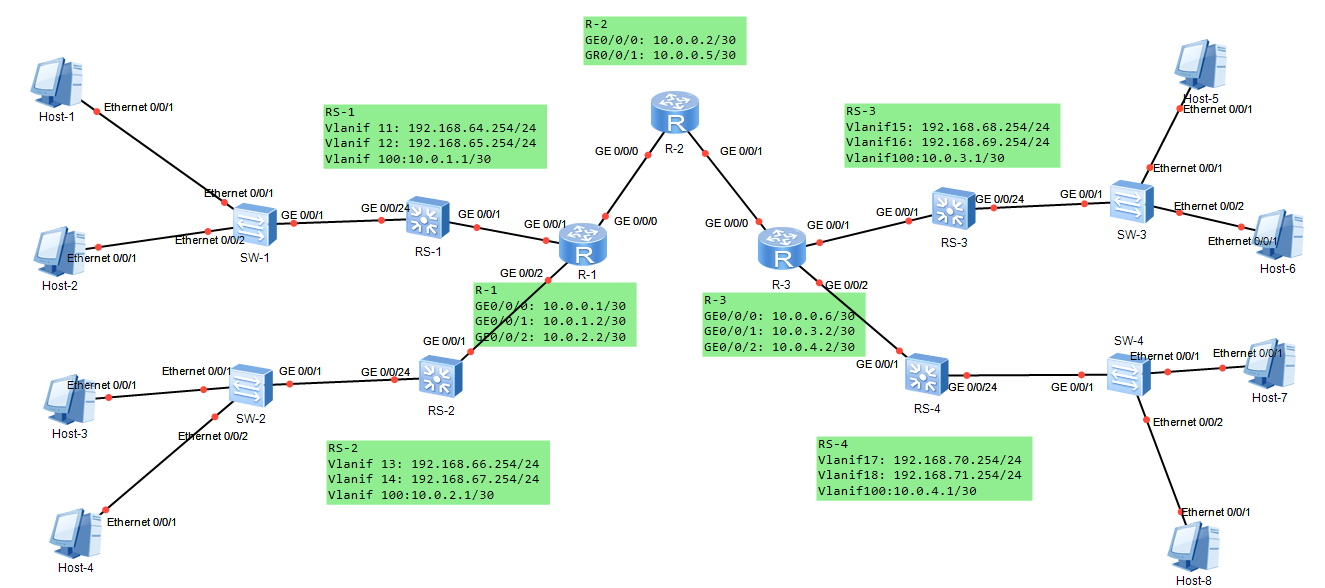 R-2
GE0/0/0: 10.0.0.2/30
GR0/0/1: 10.0.0.5/30
Host-1
Ethernet 0/0/1
RS-1
Vlanif 11: 192.168.64.254/24
Vlanif 12: 192.168.65.254/24
Vlanif 100:10.0.1.1/30
R
R-2
GE 0/0/0
GE 0/0/1
RS-3
Vlanif15: 192.168.68.254/24
Vlanif16: 192.168.69.254/24
Vlanif100:10.0.3.1/30
Host-5
Ethernet 0/0/1
Ethernet 0/0/1
Ethernet 0/0/1
GE 0/0/1
GE 0/0/24
GE 0/0/1
GE 0/0/1
GE 0/0/0
GE 0/0/0
GE 0/0/1
GE 0/0/1
GE 0/0/24
GE 0/0/1
Ethernet 0/0/2
Ethernet 0/0/2
Ethernet 0/0/1
Host-2
SW-1
RS-1
R
R-1
R
R-3
RS-3
SW-3
Ethernet 0/0/1
Host-6
GE 0/0/2
R-1
GE0/0/0: 10.0.0.1/30
GE0/0/1: 10.0.1.2/30
GE0/0/2: 10.0.2.2/30
GE 0/0/2
R-3
GE0/0/0: 10.0.0.6/30
GE0/0/1: 10.0.3.2/30
GE0/0/2: 10.0.4.2/30
GE 0/0/1
Ethernet 0/0/1
Ethernet 0/0/1
GE 0/0/1
GE 0/0/24
RS-2
SW-2
Host-3
Ethernet 0/0/2
GE 0/0/1
GE 0/0/24
RS-4
GE 0/0/1
SW-4
Ethernet 0/0/1
Ethernet 0/0/1
Host-7
Ethernet 0/0/2
RS-2
Vlanif 13: 192.168.66.254/24
Vlanif 14: 192.168.67.254/24
Vlanif 100:10.0.2.1/30
RS-4
Vlanif17: 192.168.70.254/24
Vlanif18: 192.168.71.254/24
Vlanif100:10.0.4.1/30
Ethernet 0/0/1
Host-4
Ethernet 0/0/1
Host-8